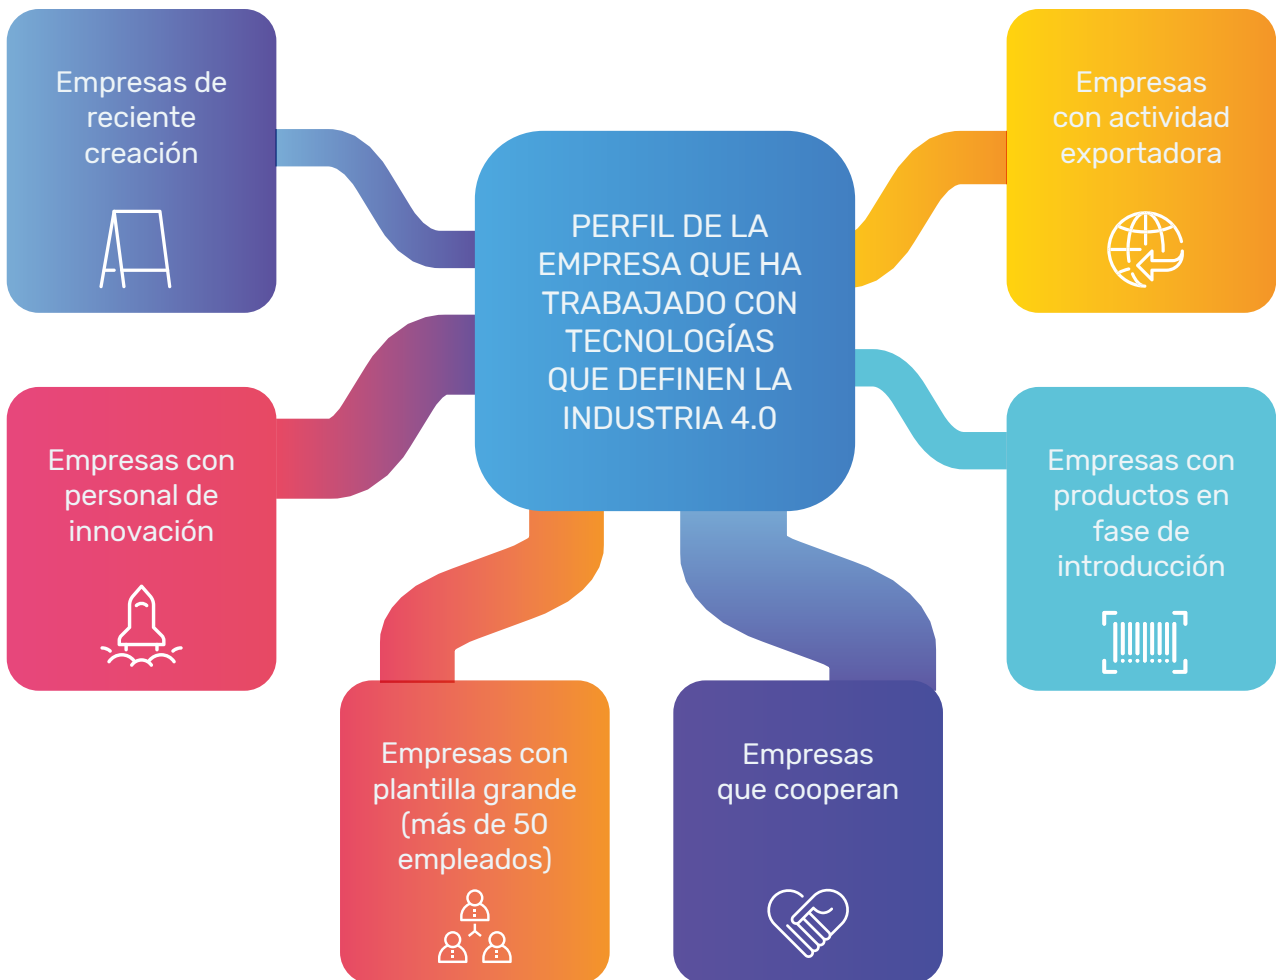 Empresas de
reciente
creación
Empresas
con actividad
exportadora
PERFIL DE LA
EMPRESA QUE HA
TRABAJADO CON
TECNOLOGÍAS
QUE DEFINEN LA
INDUSTRIA 4.0
Empresas con
personal de
innovación
Empresas con
productos en
fase de
introducción
Empresas con
plantilla grande
(más de 50
empleados)
Empresas
que cooperan